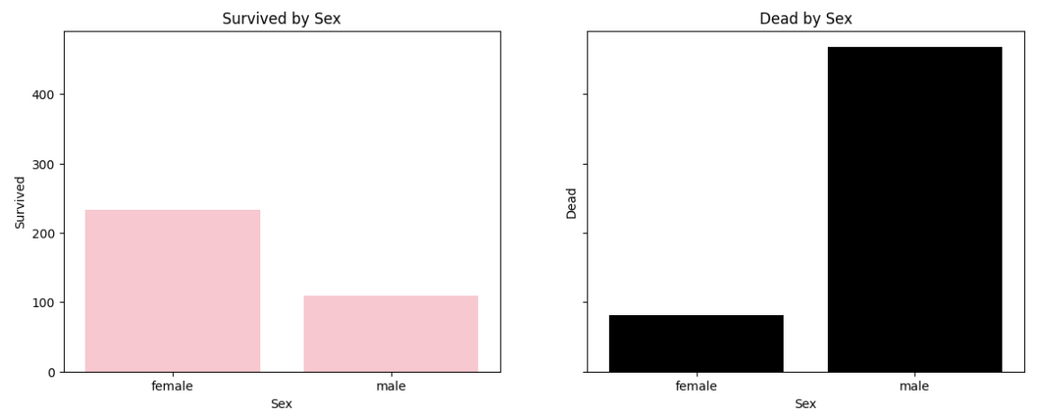 Survived by Sex
Survived
400
300
200
100
0
female male
Sex
Dead by Sex
Dead
female male
Sex